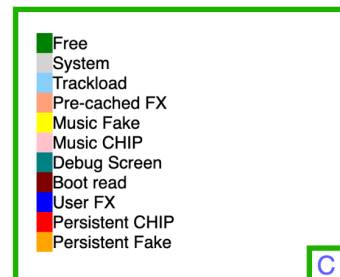 Free
System
Trackload
Pre-cached FX
Music Fake
Music CHIP
Debug Screen
Boot read
User FX
Persistent CHIP
Persistent Fake
C